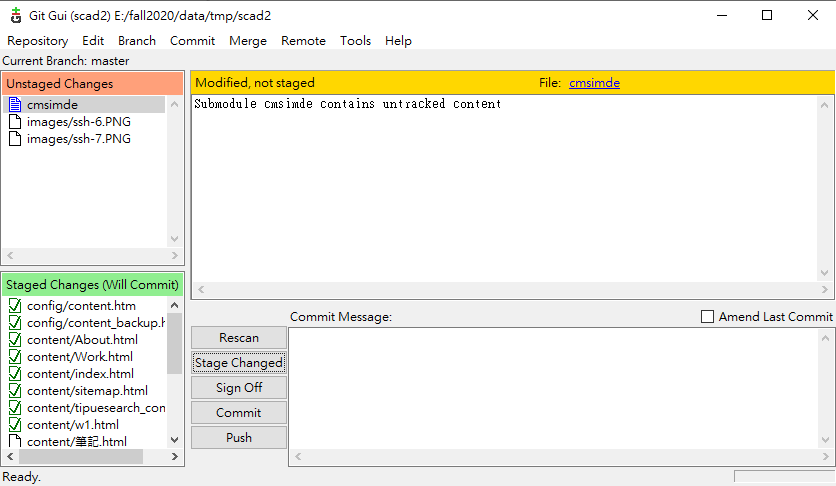 Git Gui (scad2) E:/fall2020/data/tmp/scad2
Repository Edit Branch Commit Merge Remote Tools Help
Current Branch: master
Unstaged Changes
cmsimde
images/ssh-6.PNG
images/ssh-7.PNG
Modified, not staged File: cmsimde
Submodule cmsimde contains untracked content
Staged Changes (Will Commit)
config/content.htm
config/content_backup.h
content/About.html
content/Work.html
content/index.html
content/sitemap.html
content/tipuesearch_con
content/w1.html
content/筆記.html
Rescan
Stage Changed
Sign Off
Commit
Push
Commit Message: Amend Last Commit
Ready.